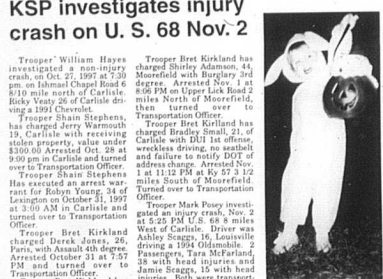 KSP investigates injury
crash on U. S. 68 Nov. 2
Trooper William Hayes
investigated a non-injury
crash, on Oct. 27, 1997 at 7:30
pm. on Ishmael Chapel Road 6
8/10 mile north of Carlisle.
Ricky Veaty 26 of Carlisle dri-
ving a 1991 Chevrolet.
Trooper Shain Stephens,
has charged Jerry Warmouth
19, Carlisle with receiving
stolen property, value under
$300.00 Arrested Oct. 28 at
9:00 pm in Carlisle and turned
over to Transportation Officer.
Trooper Shain Stephens
Has executed an arrest war-
rant for Robyn Young, 34 of
Lexington on October 31, 1997
at 3:00 AM in Carlisle and
turned over to Transportation
Officer.
Trooper Bret Kirkland
charged Derek Jones, 26,
Paris, with Assault 4th degree.
Arrested October 31 at 7:57
PM and turned over to
Trooper Bret Kirkland has
charged Shirley Adamson, 44,
Moorefield with Burglary 3rd
degree. Arrested Nov. 1 at
8:06 PM on Upper Lick Road 2
miles North of Moorefield,
then turned over to
Transportation Officer.
Trooper Bret Kirlland has
charged Bradley Small, 21, of
Carlisle with DUI 1st offense,
wreckless driving, no seatbelt
and failure to notify DOT of
address change. Arrested Nov.
1 at 11:12 PM at Ky 57 3 1/2
miles South of Moorefield.
Turned over to Transportation
Officer.
Trooper Mark Posey investi-
gated an injury crash, Nov. 2
at 5:25 PM U.S. 68 8 miles
West of Carlisle. Driver was
Ashley Scaggs, 16, Louisville
driving a 1994 Oldsmobile. 2
Passengers, Tara McFarland,
38 with head injuries and
Jamie Scaggs, 15 with head
injuries. Both were